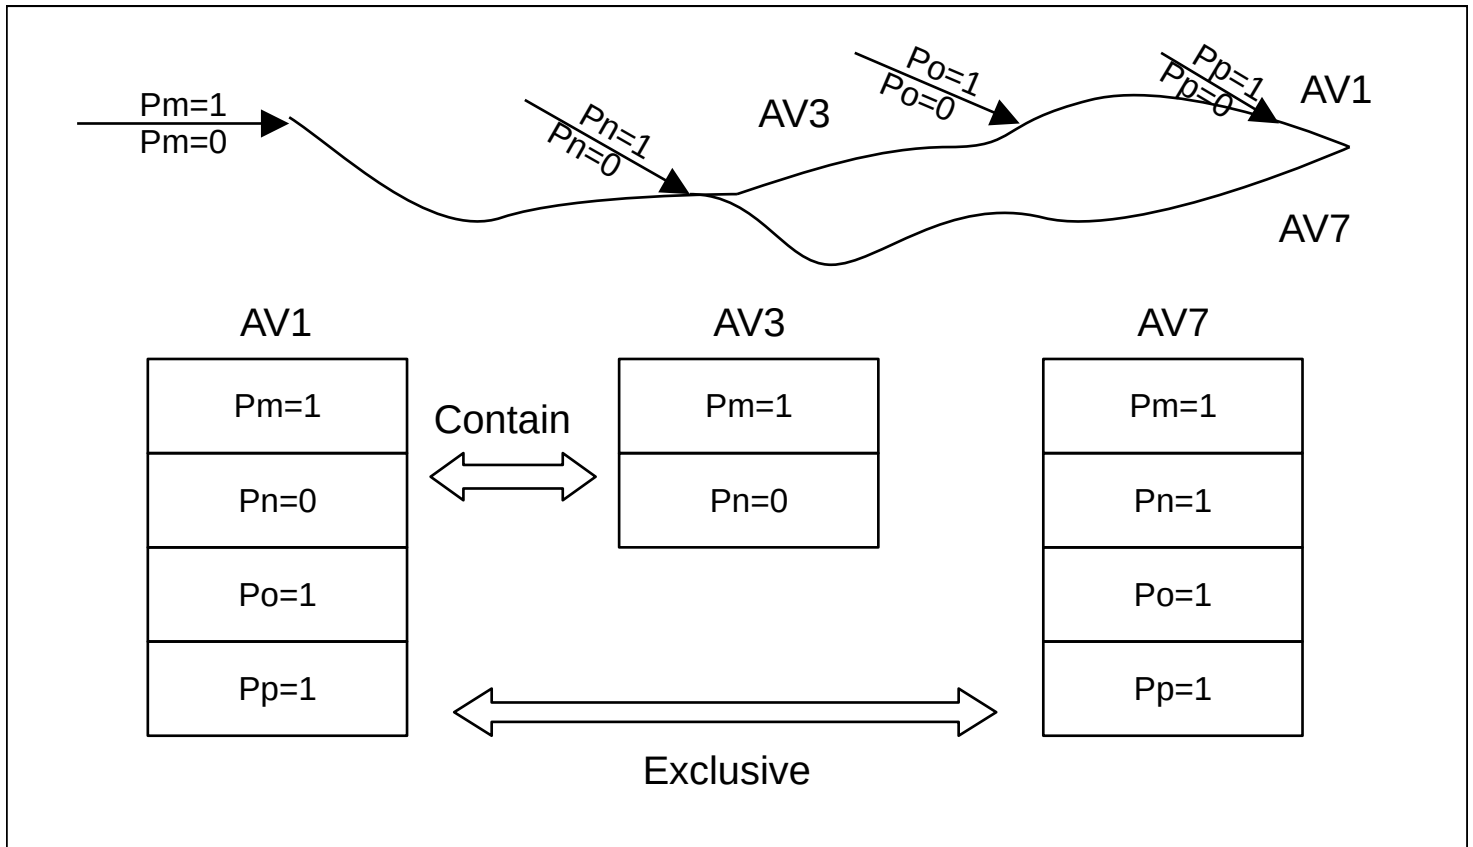 Pm=1
Pm=0
Pn=1
Pn=0
AV3
Po=1
Po=0
Pp=1
Pp=0
AV1
AV7
AV1
AV3
AV7
Pm=1
Pn=0
Po=1
Pp=1
Contain
Pm=1
Pn=0
Pm=1
Pn=1
Po=1
Pp=1
Exclusive